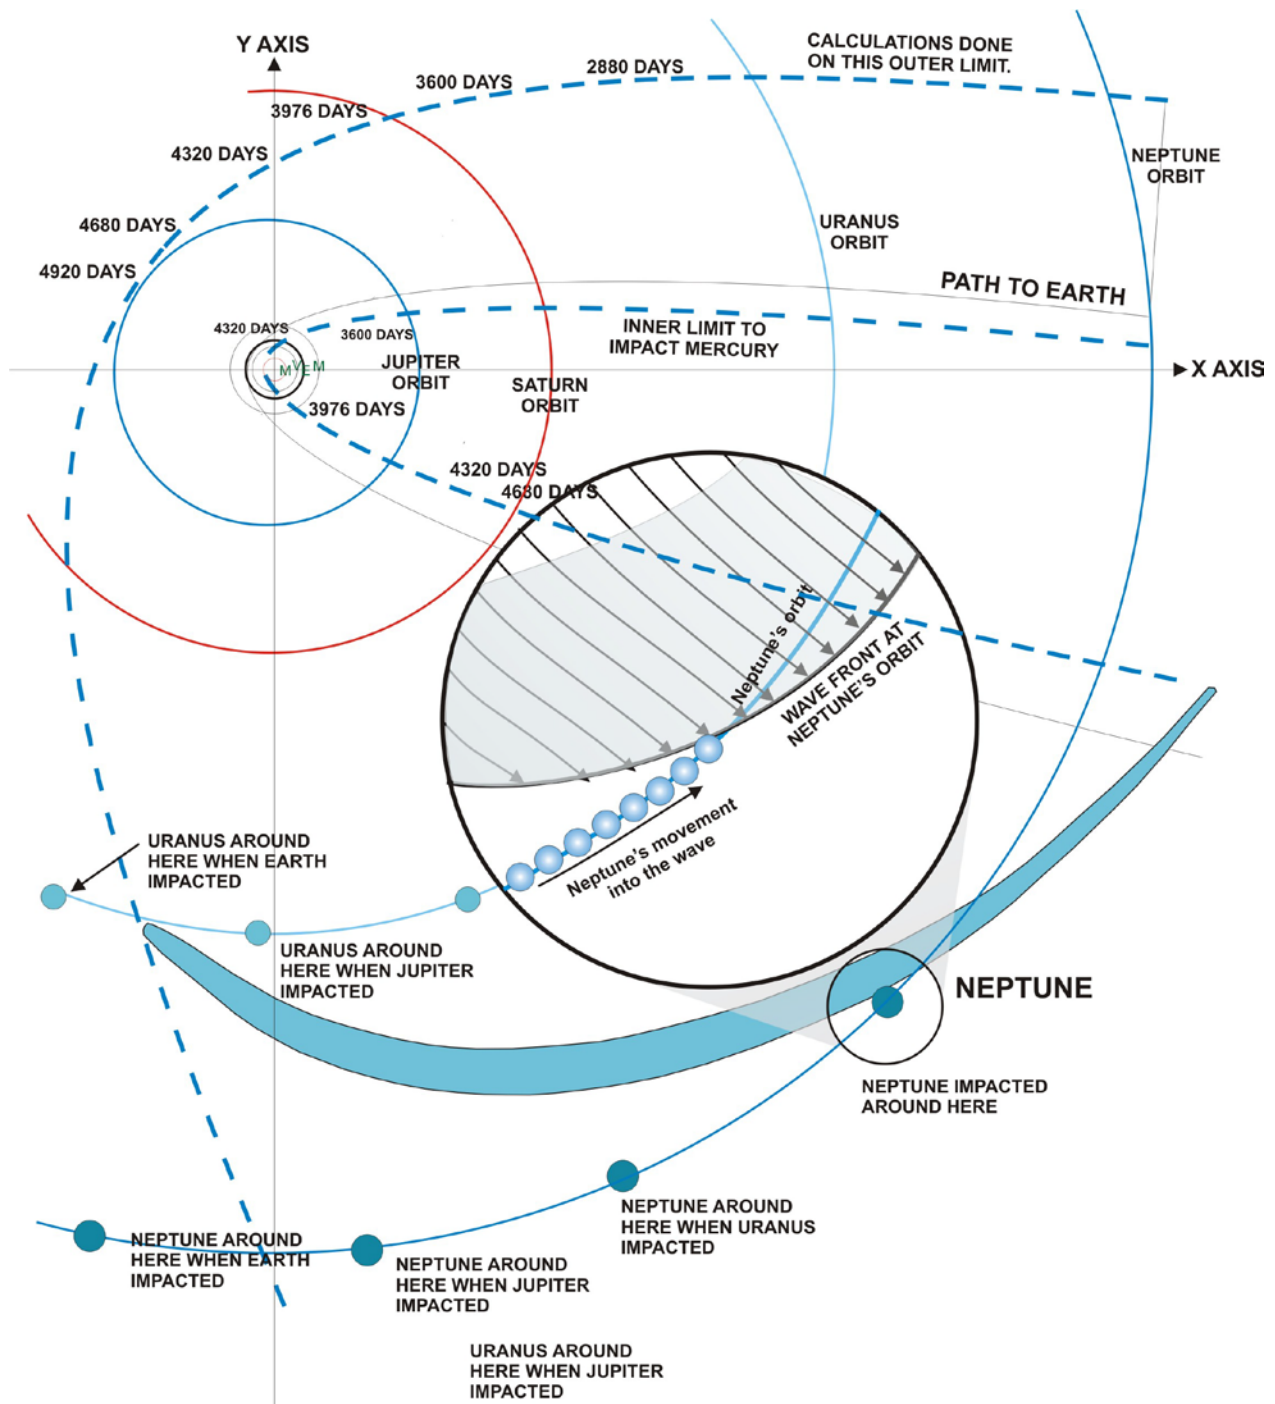 Y AXIS
CALCULATIONS DONE
ON THIS OUTER LIMIT.
2880 DAYS
3600 DAYS
3976 DAYS
4320 DAYS
NEPTUNE
ORBIT
4680 DAYS
URANUS
ORBIT
4920 DAYS
PATH TO EARTH
4320 DAYS
3600 DAYS
INNER LIMIT TO
IMPACT MERCURY
JUPITER
ORBIT
M V E M
X AXIS
SATURN
ORBIT
3976 DAYS
4320 DAYS
4680 DAYS
Neptune's orbit
WAVE FRONT AT
NEPTUNE'S ORBIT
Neptune's movement
into the wave
URANUS AROUND
HERE WHEN EARTH
IMPACTED
URANUS AROUND
HERE WHEN JUPITER
IMPACTED
NEPTUNE
NEPTUNE IMPACTED
AROUND HERE
NEPTUNE AROUND
HERE WHEN URANUS
IMPACTED
NEPTUNE AROUND
HERE WHEN EARTH
IMPACTED
NEPTUNE AROUND
HERE WHEN JUPITER
IMPACTED
URANUS AROUND
HERE WHEN JUPITER
IMPACTED